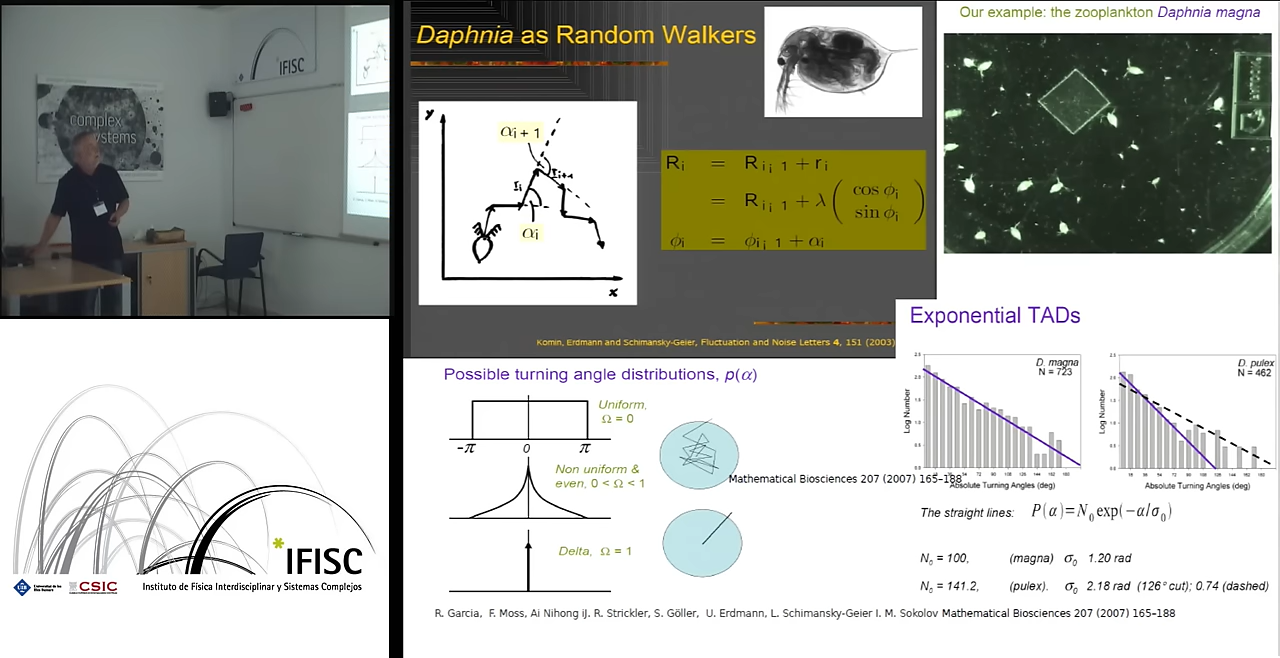 complex
systems
IFISC
Daphnia as Random Walkers
y
αi + 1
Ii
Ii+1
αi
x
Ri = Ri¡ 1 + ri
= Ri¡ 1 + λ ( cos ϕi
sin ϕi )
ϕi = ϕi¡ 1 + αi
Komin, Erdmann and Schimansky-Geier, Fluctuation and Noise Letters 4, 151 (2003)
Our example: the zooplankton Daphnia magna
Possible turning angle distributions, p(α)
Uniform,
Ω = 0
-π 0 π
Non uniform &
even, 0 < Ω < 1
Delta, Ω = 1
Mathematical Biosciences 207 (2007) 165–188
Exponential TADs
D. magna
N = 723
Log Number
Absolute Turning Angles (deg)
D. pulex
N = 462
Log Number
Absolute Turning Angles (deg)
The straight lines: P(α)=N0 exp(−α/σ0)
N0 = 100, (magna) σ0 1.20 rad
N0 = 141.2, (pulex). σ0 2.18 rad (126° cut); 0.74 (dashed)
R. Garcia, F. Moss, Ai Nihong iJ. R. Strickler, S. Göller, U. Erdmann, L. Schimansky-Geier I. M. Sokolov Mathematical Biosciences 207 (2007) 165–188
*IFISC
UIB
CSIC
Instituto de Física Interdisciplinar y Sistemas Complejos